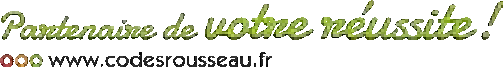 Partenaire de votre réussite !
www.codesrousseau.fr